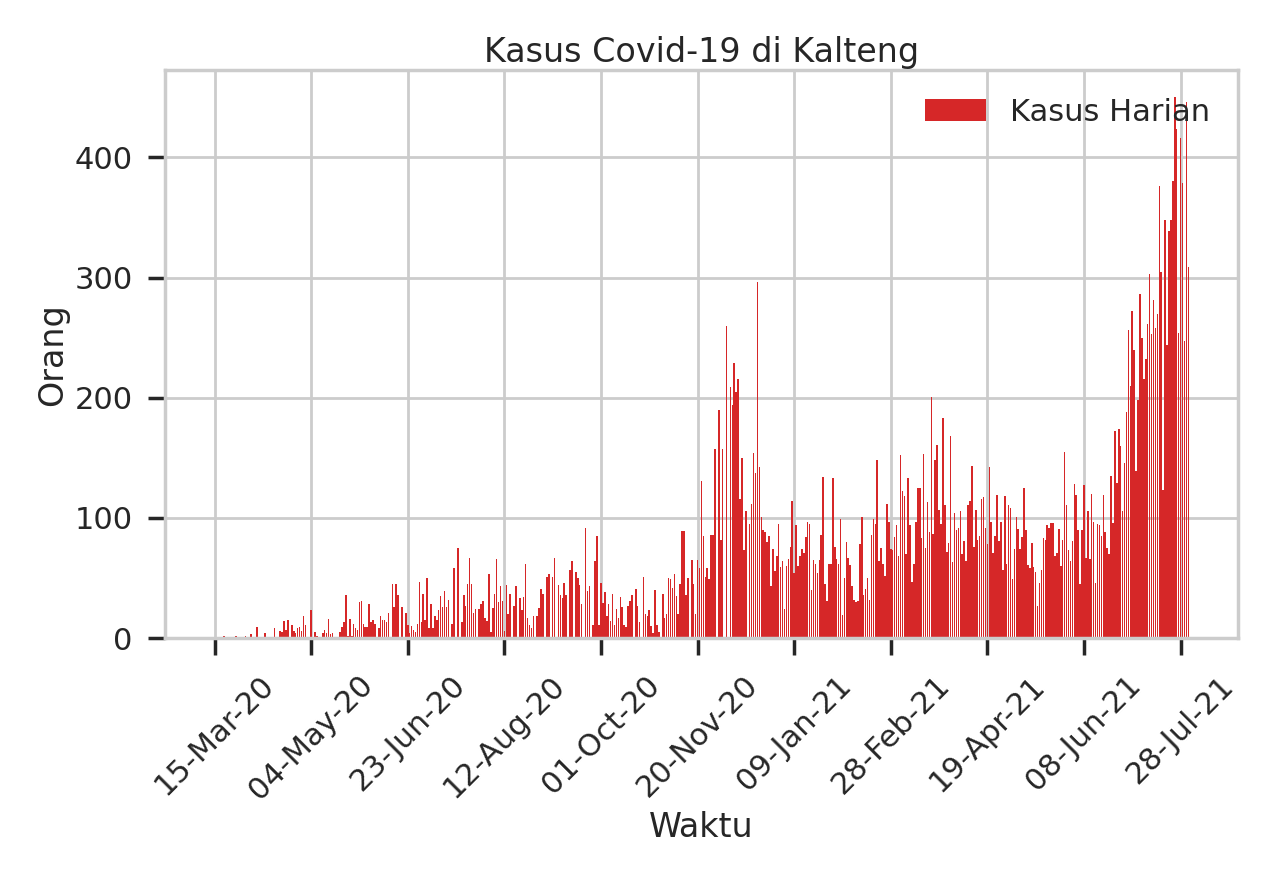 Kasus Covid-19 di Kalteng
Kasus Harian
Orang
400
300
200
100
0
15-Mar-20
04-May-20
23-Jun-20
12-Aug-20
01-Oct-20
20-Nov-20
09-Jan-21
28-Feb-21
19-Apr-21
08-Jun-21
28-Jul-21
Waktu